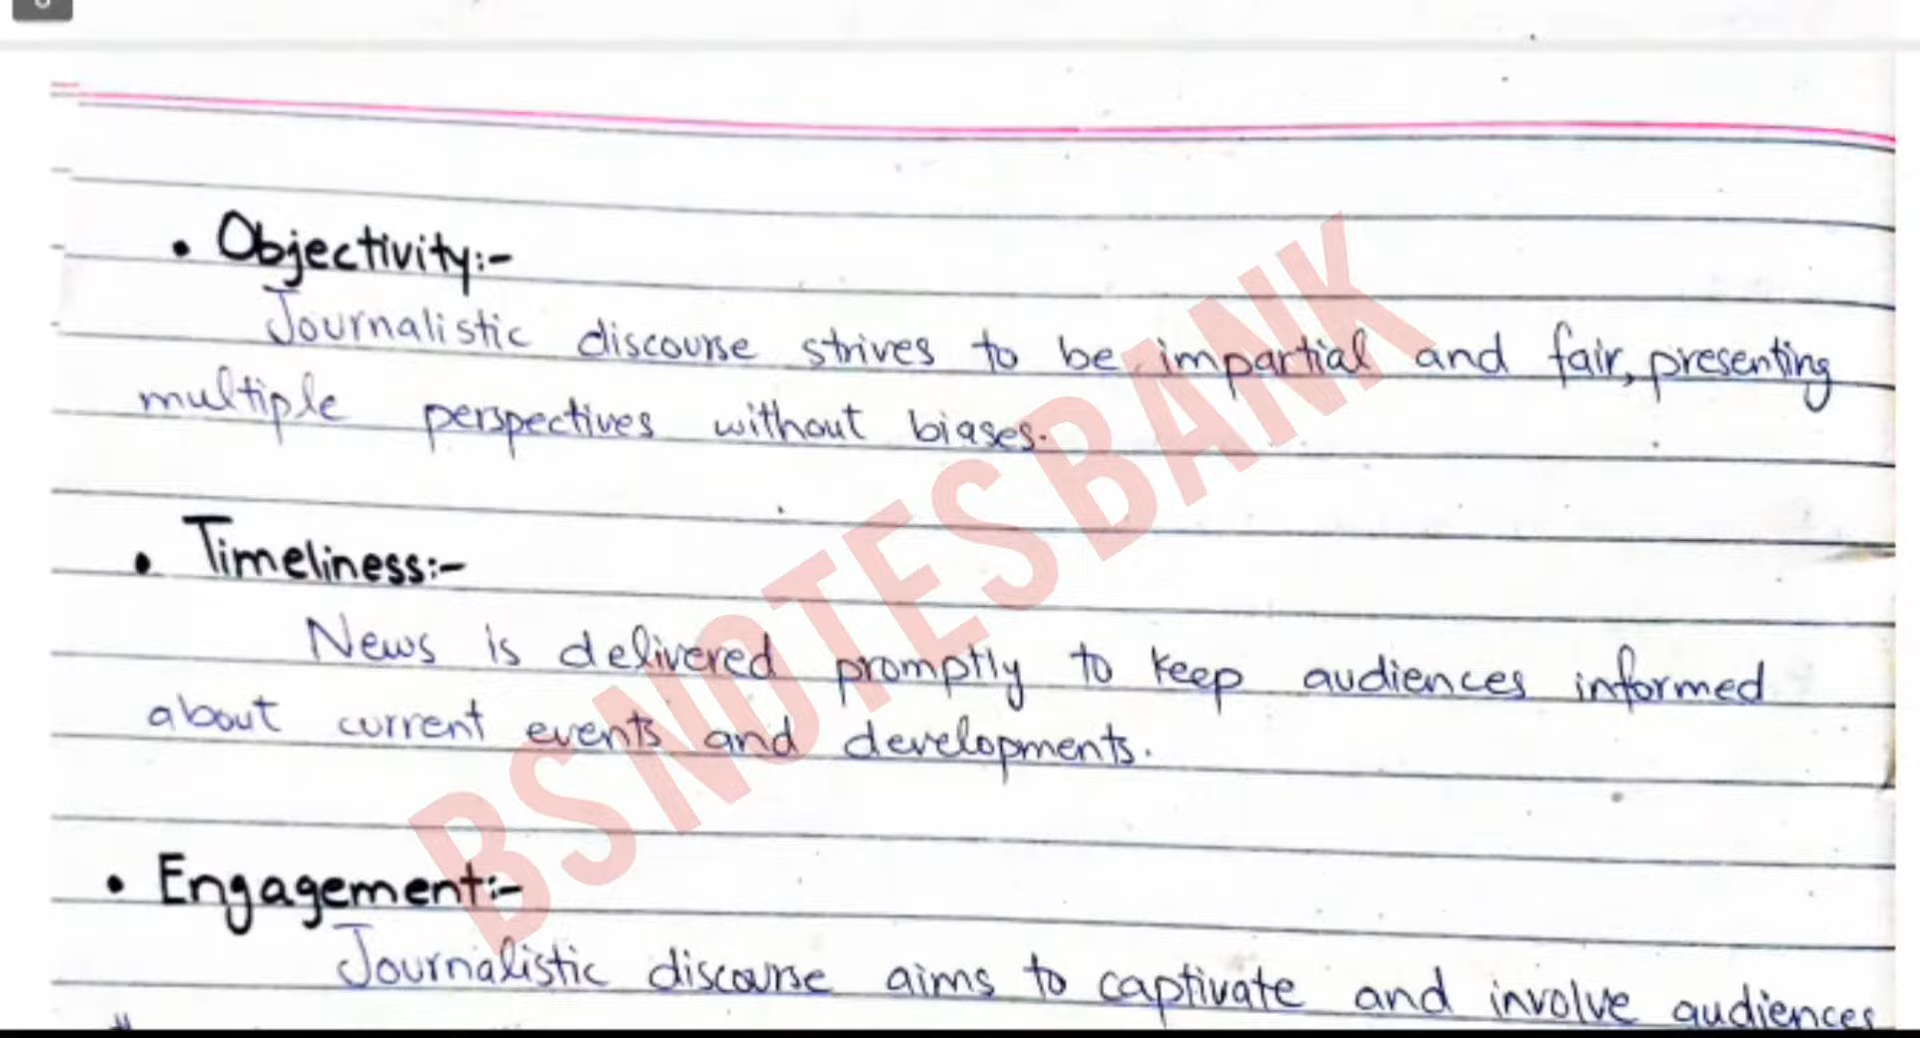 • Objectivity:-
Journalistic discourse strives to be impartial and fair, presenting
multiple perspectives without biases.
• Timeliness:-
News is delivered promptly to keep audiences informed
about current events and developments.
• Engagement:-
Journalistic discourse aims to captivate and involve audiences
BSNOTESBANK